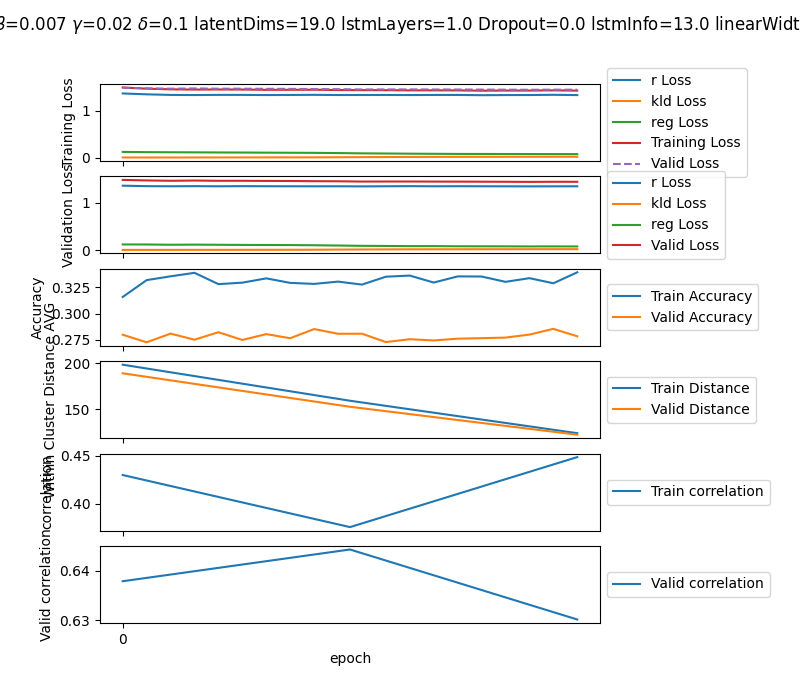 =0.007 γ=0.02 δ=0.1 latentDims=19.0 lstmLayers=1.0 Dropout=0.0 lstmInfo=13.0 linearWidt
Training Loss
1
0
r Loss
kld Loss
reg Loss
Training Loss
Valid Loss
Validation Loss
1
0
r Loss
kld Loss
reg Loss
Valid Loss
Accuracy
0.325
0.300
0.275
Train Accuracy
Valid Accuracy
Within Cluster Distance AVG
200
150
Train Distance
Valid Distance
correlation
0.45
0.40
Train correlation
Valid correlation
0.64
0.63
Valid correlation
0
epoch